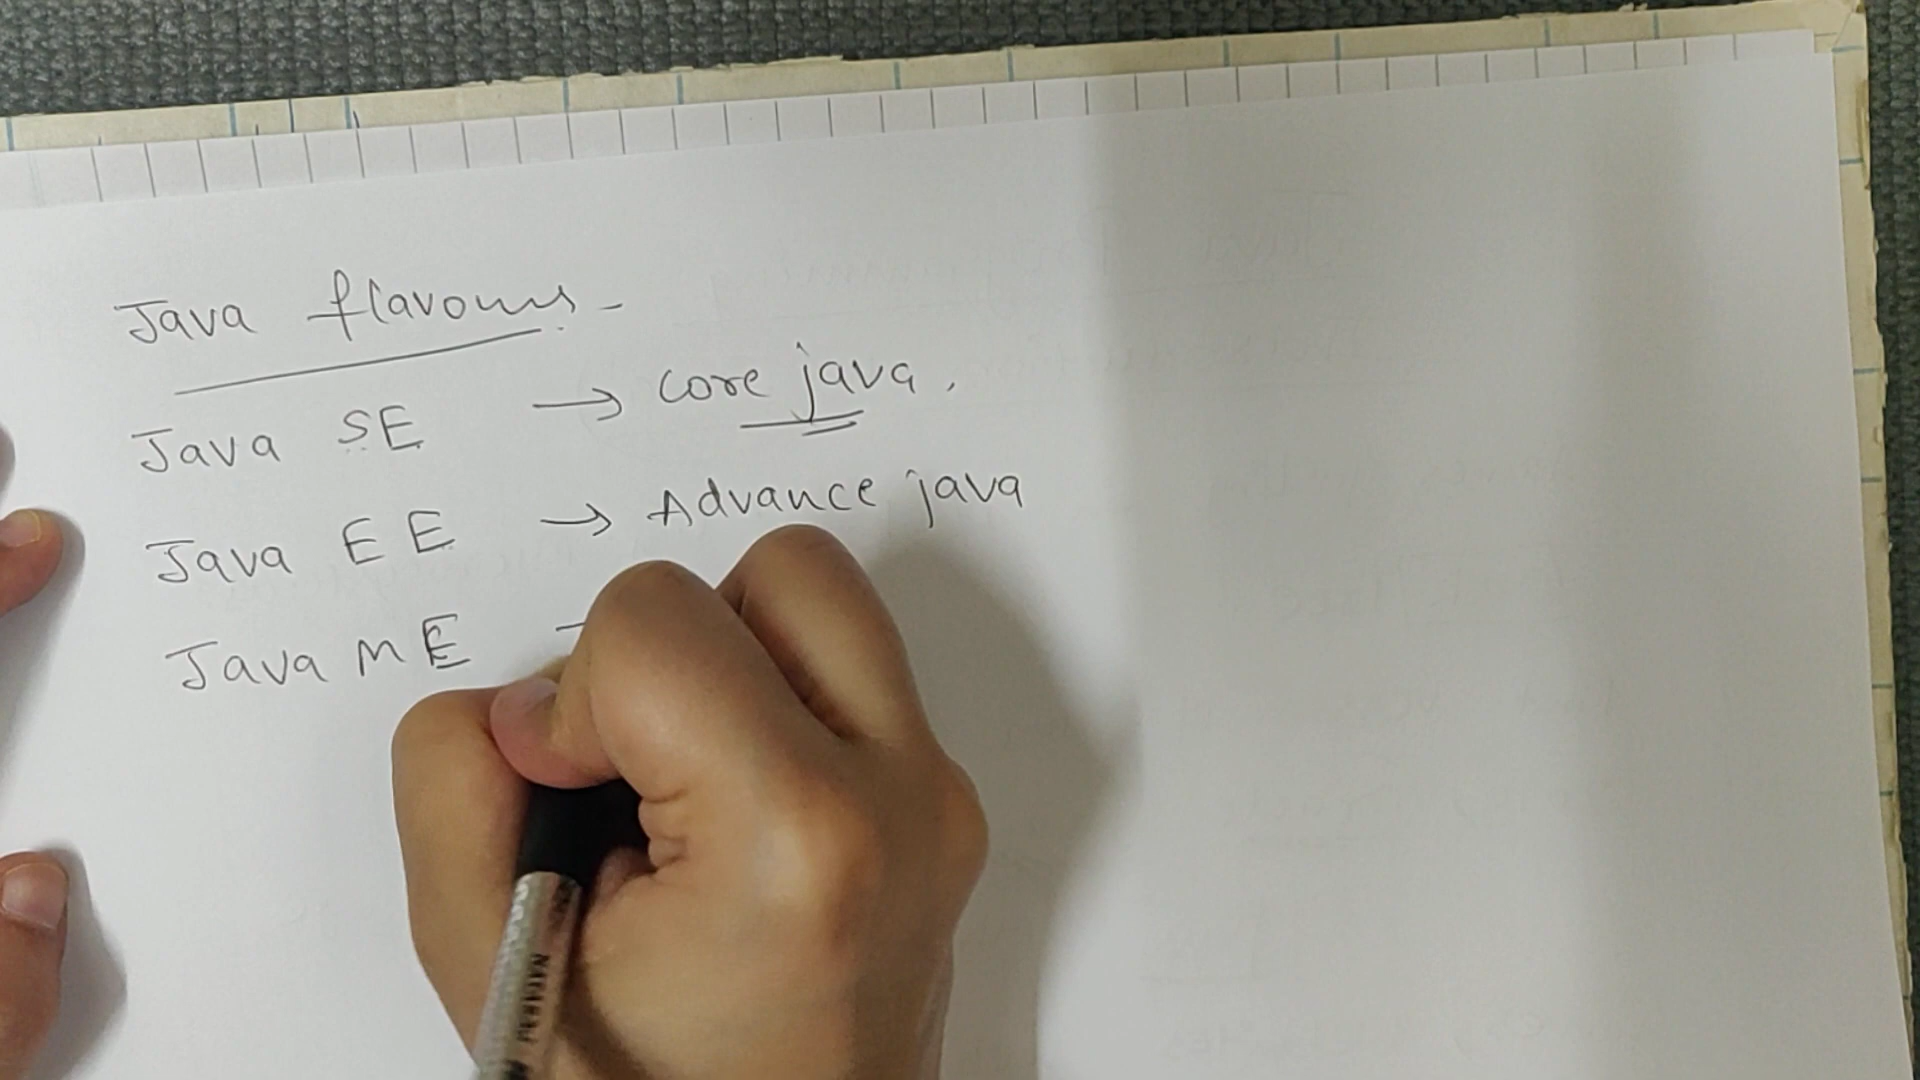 Java flavours -
Java SE → Core java.
Java EE → Advance java
Java ME